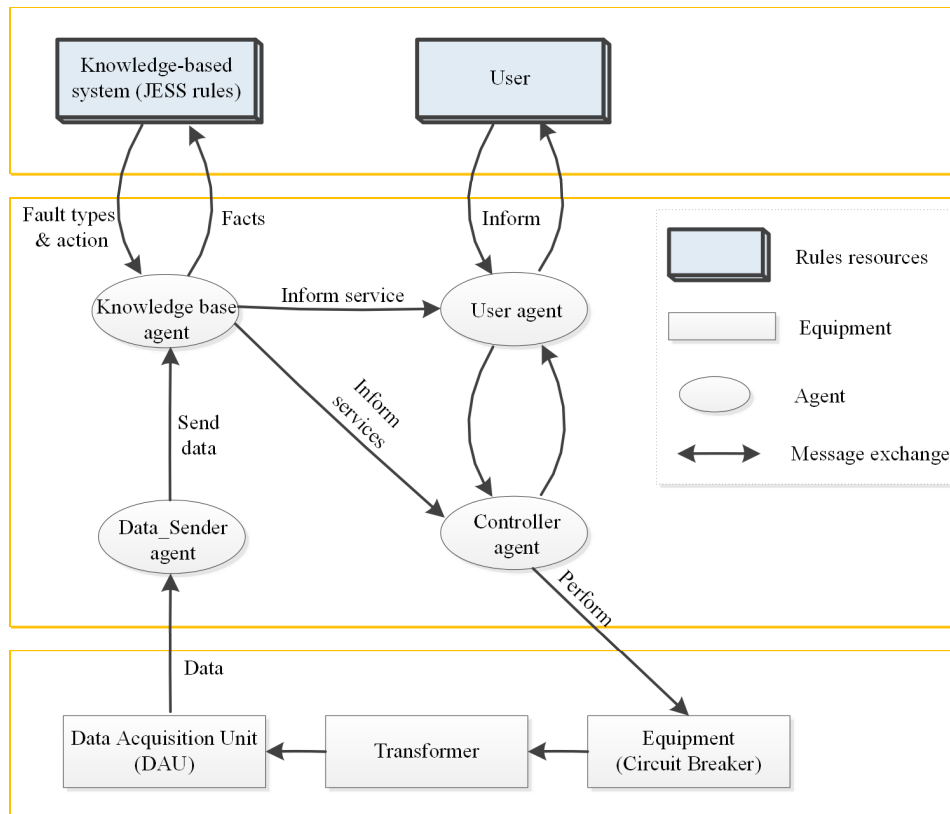 Knowledge-based
system (JESS rules)
User
Fault types
& action
Facts
Inform
Rules resources
Knowledge base
agent
Inform service
User agent
Equipment
Inform
services
Agent
Send
data
Message exchange
Data_Sender
agent
Controller
agent
Perform
Data
Data Acquisition Unit
(DAU)
Transformer
Equipment
(Circuit Breaker)